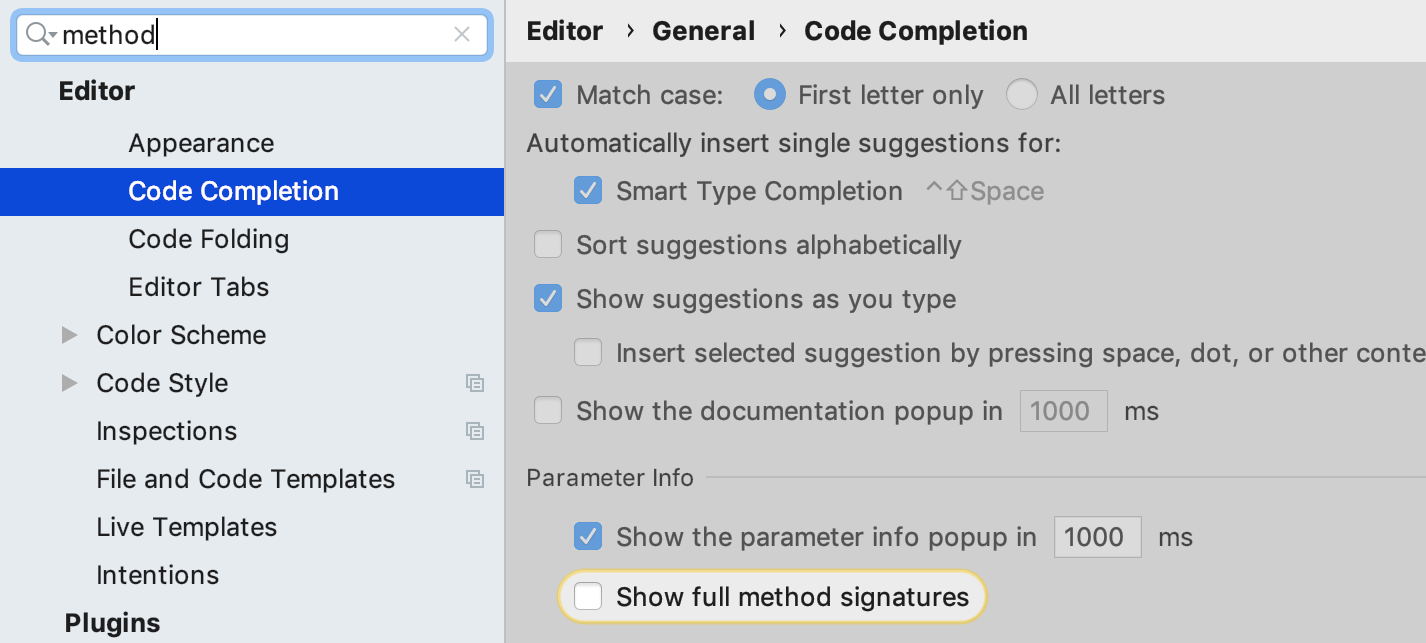 method
Editor
Appearance
Code Completion
Code Folding
Editor Tabs
Color Scheme
Code Style
Inspections
File and Code Templates
Live Templates
Intentions
Plugins
Editor › General › Code Completion
Match case: First letter only All letters
Automatically insert single suggestions for:
Smart Type Completion ^⇧Space
Sort suggestions alphabetically
Show suggestions as you type
Insert selected suggestion by pressing space, dot, or other conte
Show the documentation popup in 1000 ms
Parameter Info
Show the parameter info popup in 1000 ms
Show full method signatures